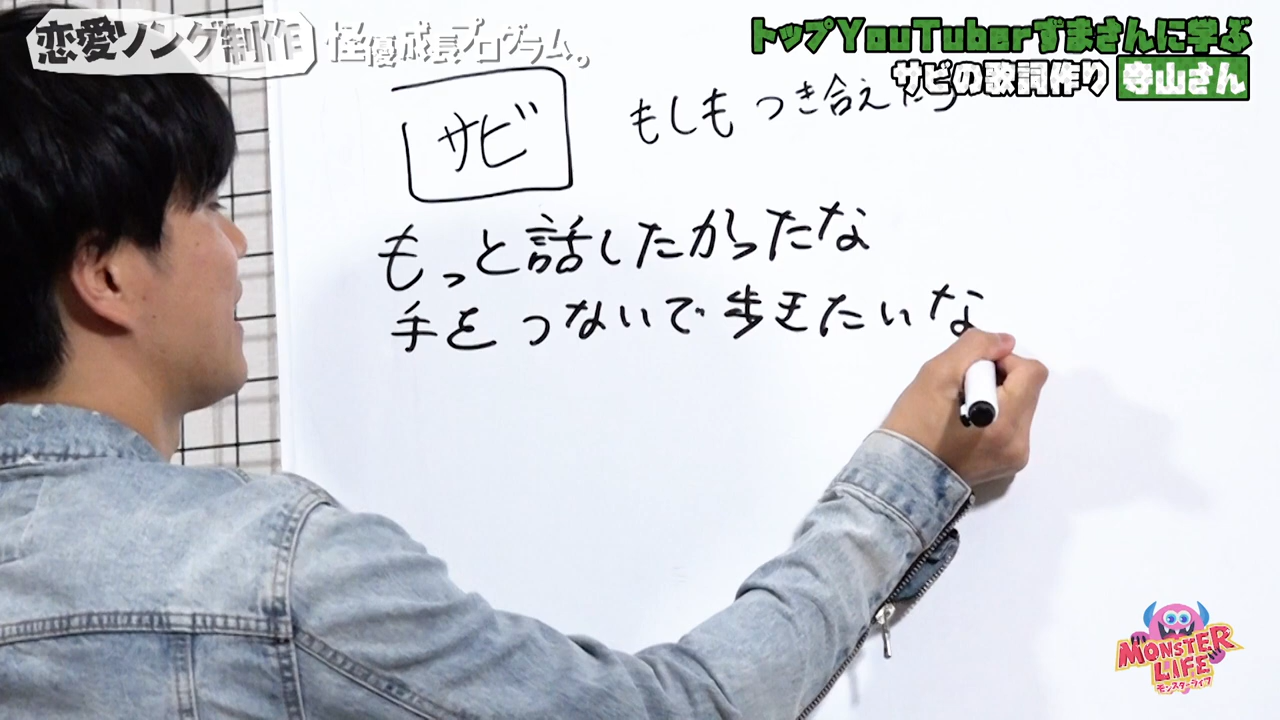 恋愛ソング制作 怪優成長プログラム。
トップYouTuberずまさんに学ぶ
サビの歌詞作り 寺山さん
サビ
もしもつき合えたら
もっと話したかったな
手をつないで歩きたいな
MONSTER
LIFE
モンスターライフ